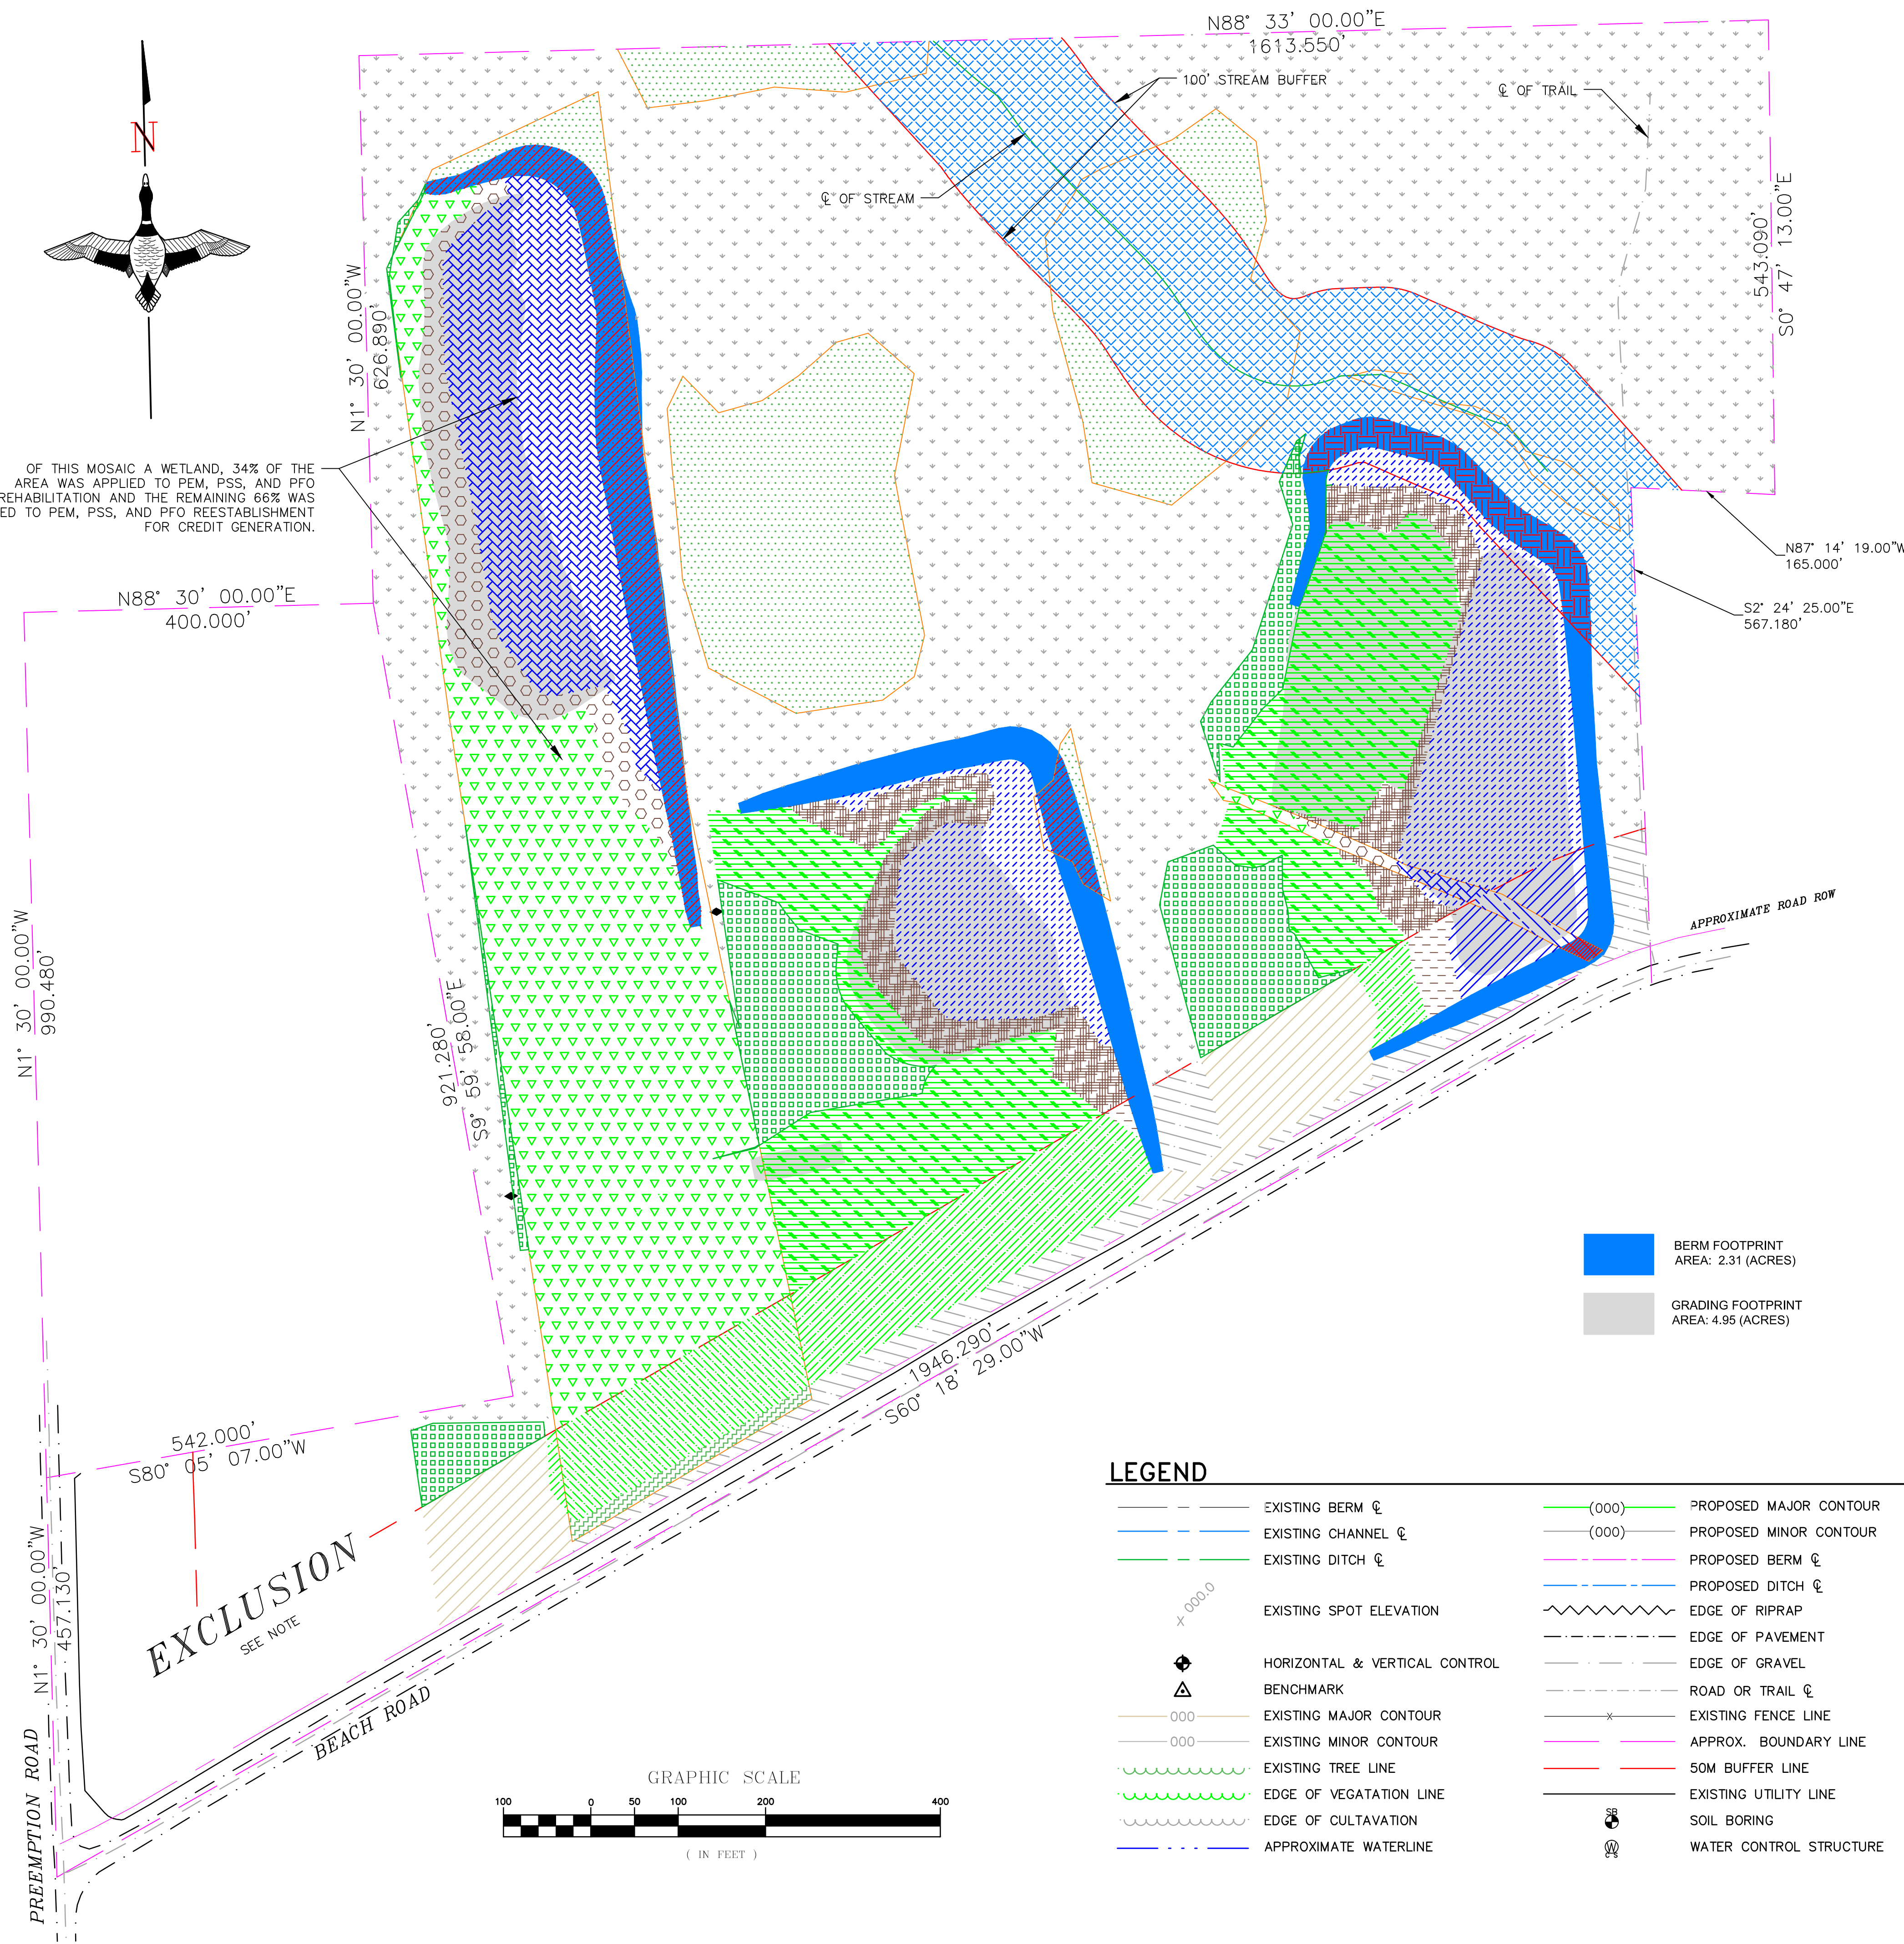 N88° 33' 00.00"E
1613.550'
100' STREAM BUFFER
℄ OF TRAIL
N
℄ OF STREAM
543.090'
S0° 47' 13.00"E
N1° 30' 00.00"W
626.890'
OF THIS MOSAIC A WETLAND, 34% OF THE
AREA WAS APPLIED TO PEM, PSS, AND PFO
REHABILITATION AND THE REMAINING 66% WAS
ED TO PEM, PSS, AND PFO REESTABLISHMENT
FOR CREDIT GENERATION.
N87° 14' 19.00"W
165.000'
N88° 30' 00.00"E
400.000'
S2° 24' 25.00"E
567.180'
APPROXIMATE ROAD ROW
N1° 30' 00.00"W
990.480'
921.280'
S9° 59' 58.00"E
BERM FOOTPRINT
AREA: 2.31 (ACRES)
GRADING FOOTPRINT
AREA: 4.95 (ACRES)
1946.290'
S60° 18' 29.00"W
542.000'
S80° 05' 07.00"W
N1° 30' 00.00"W
457.130'
EXCLUSION
SEE NOTE
BEACH ROAD
PREEMPTION ROAD
GRAPHIC SCALE
100 0 50 100 200 400
( IN FEET )
LEGEND
EXISTING BERM ℄
EXISTING CHANNEL ℄
EXISTING DITCH ℄
X 000.0 EXISTING SPOT ELEVATION
HORIZONTAL & VERTICAL CONTROL
BENCHMARK
000 EXISTING MAJOR CONTOUR
000 EXISTING MINOR CONTOUR
EXISTING TREE LINE
EDGE OF VEGATATION LINE
EDGE OF CULTAVATION
APPROXIMATE WATERLINE
(000) PROPOSED MAJOR CONTOUR
(000) PROPOSED MINOR CONTOUR
PROPOSED BERM ℄
PROPOSED DITCH ℄
EDGE OF RIPRAP
EDGE OF PAVEMENT
EDGE OF GRAVEL
ROAD OR TRAIL ℄
X EXISTING FENCE LINE
APPROX. BOUNDARY LINE
50M BUFFER LINE
EXISTING UTILITY LINE
SB SOIL BORING
W WATER CONTROL STRUCTURE